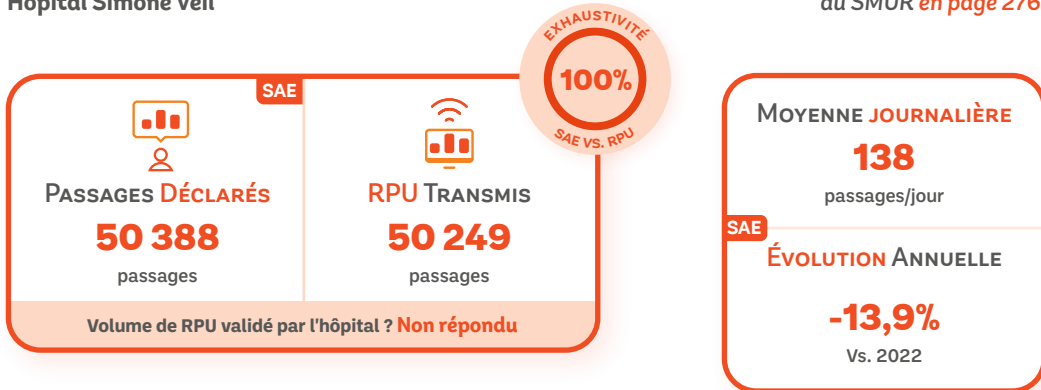 Hôpital Simone Veil
du SMUR en page 276
EXHAUSTIVITÉ
100%
SAE VS. RPU
SAE
PASSAGES DÉCLARÉS
50 388
passages
RPU TRANSMIS
50 249
passages
Volume de RPU validé par l'hôpital ? Non répondu
MOYENNE JOURNALIÈRE
138
passages/jour
SAE
ÉVOLUTION ANNUELLE
-13,9%
Vs. 2022